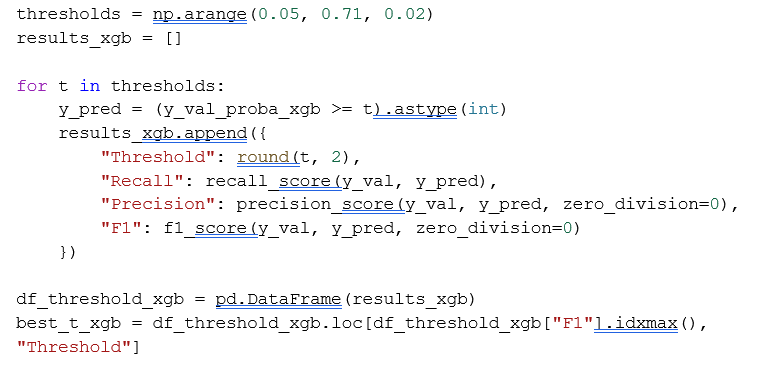 thresholds = np.arange(0.05, 0.71, 0.02)
results_xgb = []
for t in thresholds:
    y_pred = (y_val_proba_xgb >= t).astype(int)
    results_xgb.append({
        "Threshold": round(t, 2),
        "Recall": recall_score(y_val, y_pred),
        "Precision": precision_score(y_val, y_pred, zero_division=0),
        "F1": f1_score(y_val, y_pred, zero_division=0)
    })
df_threshold_xgb = pd.DataFrame(results_xgb)
best_t_xgb = df_threshold_xgb.loc[df_threshold_xgb["F1"].idxmax(),
"Threshold"]